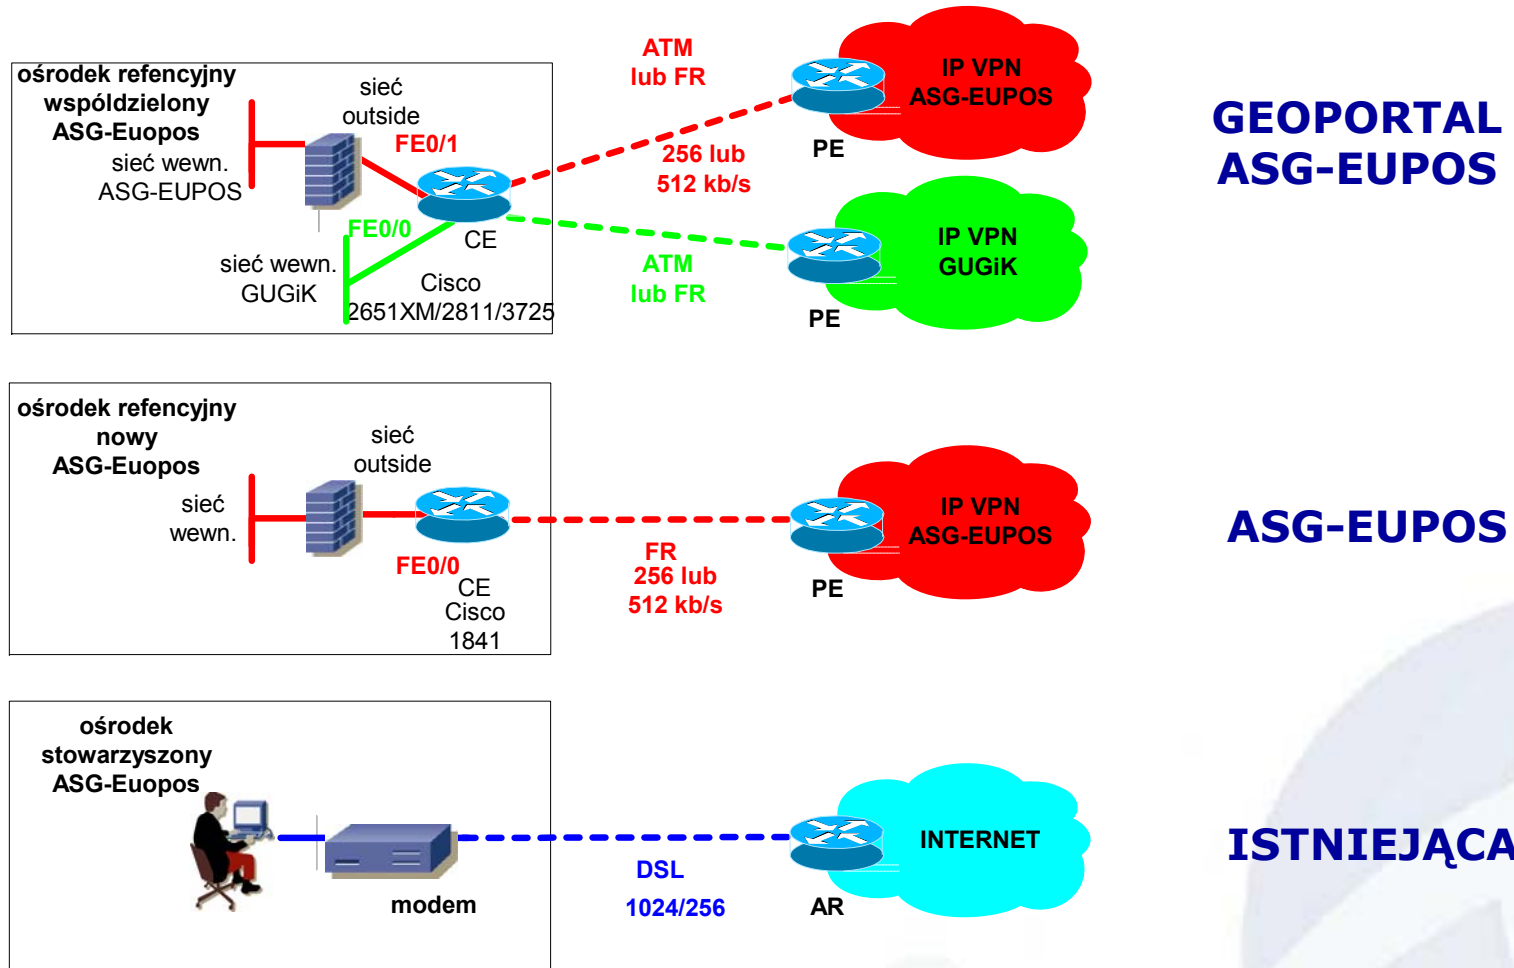 ośrodek refencyjny
współdzielony
ASG-Euopos
sieć wewn.
ASG-EUPOS
sieć
outside
FE0/1
FE0/0
sieć wewn.
GUGiK
CE
Cisco
2651XM/2811/3725
ATM
lub FR
256 lub
512 kb/s
ATM
lub FR
PE
IP VPN
ASG-EUPOS
PE
IP VPN
GUGiK
GEOPORTAL
ASG-EUPOS
ośrodek refencyjny
nowy
ASG-Euopos
sieć
wewn.
sieć
outside
FE0/0
CE
Cisco
1841
FR
256 lub
512 kb/s
PE
IP VPN
ASG-EUPOS
ASG-EUPOS
ośrodek
stowarzyszony
ASG-Euopos
modem
DSL
1024/256
AR
INTERNET
ISTNIEJĄCA